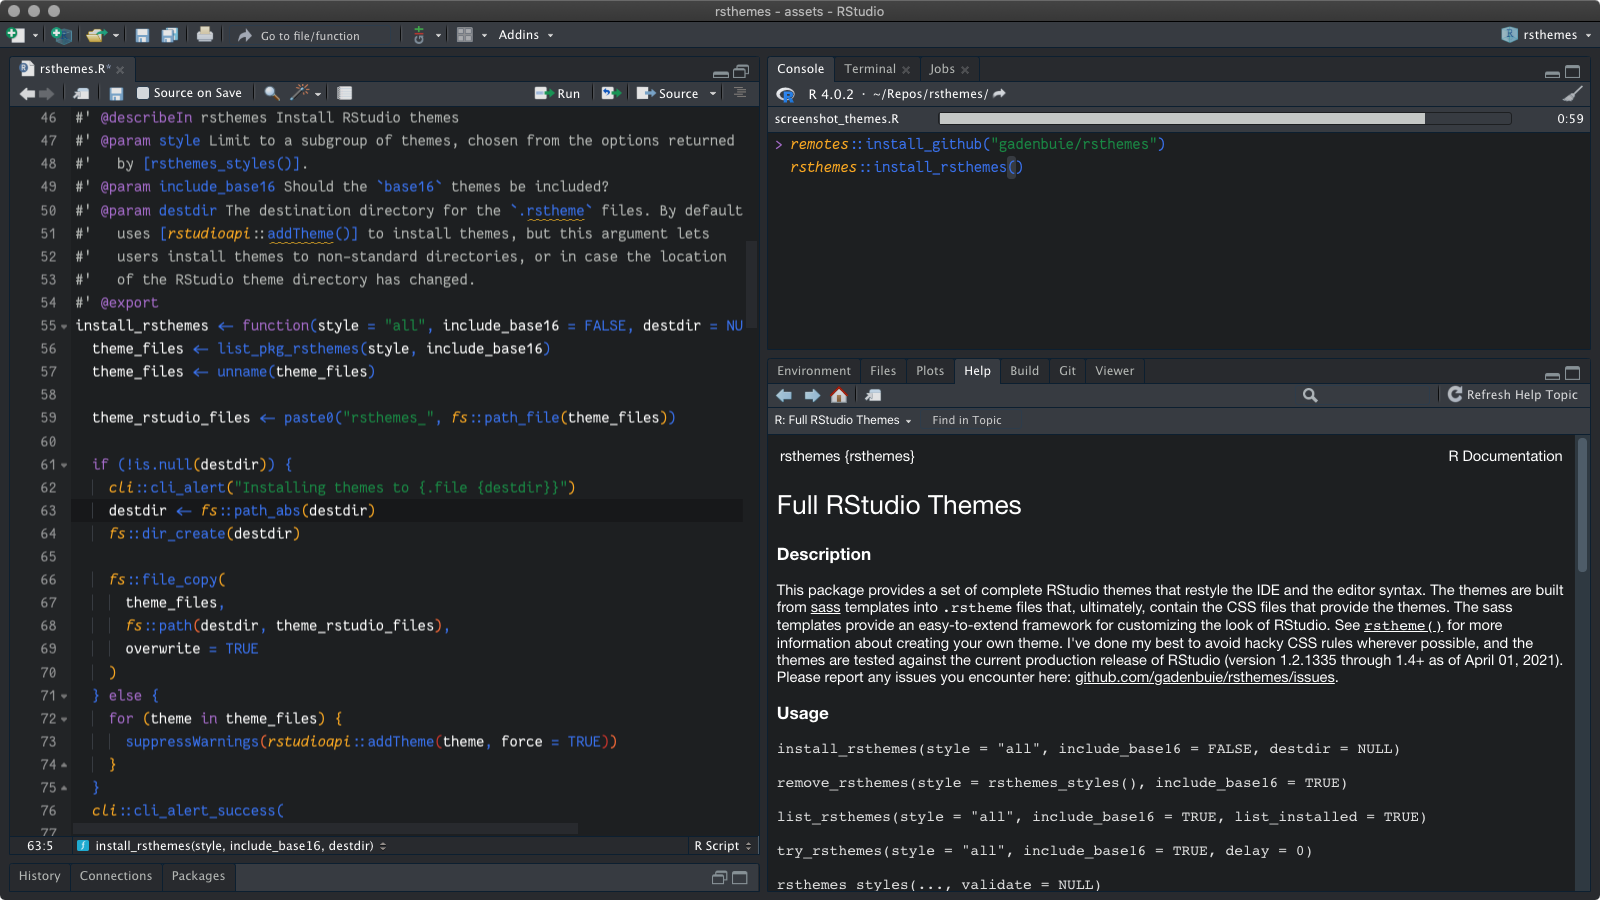 rsthemes - assets - RStudio
Go to file/function
Addins
rsthemes
rsthemes.R*
Source on Save
Run
Source
46 #' @describeIn rsthemes Install RStudio themes
47 #' @param style Limit to a subgroup of themes, chosen from the options returned
48 #'   by [rsthemes_styles()].
49 #' @param include_base16 Should the `base16` themes be included?
50 #' @param destdir The destination directory for the `.rstheme` files. By default
51 #'   uses [rstudioapi::addTheme()] to install themes, but this argument lets
52 #'   users install themes to non-standard directories, or in case the location
53 #'   of the RStudio theme directory has changed.
54 #' @export
55 install_rsthemes <- function(style = "all", include_base16 = FALSE, destdir = NU
56   theme_files <- list_pkg_rsthemes(style, include_base16)
57   theme_files <- unname(theme_files)
58
59   theme_rstudio_files <- paste0("rsthemes_", fs::path_file(theme_files))
60
61   if (!is.null(destdir)) {
62     cli::cli_alert("Installing themes to {.file {destdir}}")
63     destdir <- fs::path_abs(destdir)
64     fs::dir_create(destdir)
65
66     fs::file_copy(
67       theme_files,
68       fs::path(destdir, theme_rstudio_files),
69       overwrite = TRUE
70     )
71   } else {
72     for (theme in theme_files) {
73       suppressWarnings(rstudioapi::addTheme(theme, force = TRUE))
74     }
75   }
76   cli::cli_alert_success(
77
63:5
install_rsthemes(style, include_base16, destdir)
R Script
History
Connections
Packages
Console
Terminal
Jobs
R 4.0.2 · ~/Repos/rsthemes/
screenshot_themes.R
0:59
> remotes::install_github("gadenbuie/rsthemes")
rsthemes::install_rsthemes()
Environment
Files
Plots
Help
Build
Git
Viewer
Refresh Help Topic
R: Full RStudio Themes
Find in Topic
rsthemes {rsthemes}
R Documentation
Full RStudio Themes
Description
This package provides a set of complete RStudio themes that restyle the IDE and the editor syntax. The themes are built
from sass templates into .rstheme files that, ultimately, contain the CSS files that provide the themes. The sass
templates provide an easy-to-extend framework for customizing the look of RStudio. See rstheme() for more
information about creating your own theme. I've done my best to avoid hacky CSS rules wherever possible, and the
themes are tested against the current production release of RStudio (version 1.2.1335 through 1.4+ as of April 01, 2021).
Please report any issues you encounter here: github.com/gadenbuie/rsthemes/issues.
Usage
install_rsthemes(style = "all", include_base16 = FALSE, destdir = NULL)
remove_rsthemes(style = rsthemes_styles(), include_base16 = TRUE)
list_rsthemes(style = "all", include_base16 = TRUE, list_installed = TRUE)
try_rsthemes(style = "all", include_base16 = TRUE, delay = 0)
rsthemes_styles(..., validate = NULL)